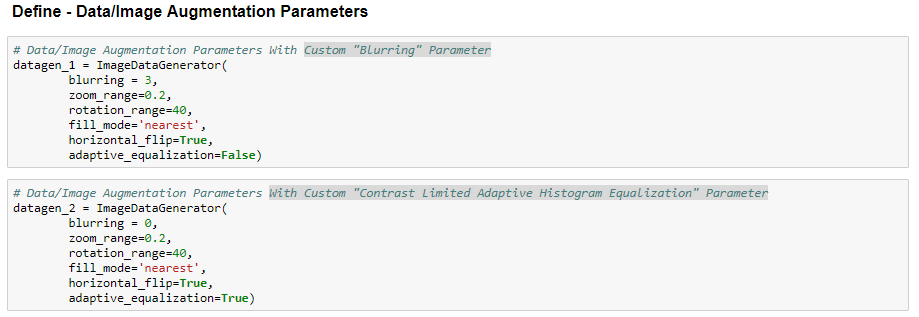 Define - Data/Image Augmentation Parameters
# Data/Image Augmentation Parameters With Custom "Blurring" Parameter
datagen_1 = ImageDataGenerator(
        blurring = 3,
        zoom_range=0.2,
        rotation_range=40,
        fill_mode='nearest',
        horizontal_flip=True,
        adaptive_equalization=False)
# Data/Image Augmentation Parameters With Custom "Contrast Limited Adaptive Histogram Equalization" Parameter
datagen_2 = ImageDataGenerator(
        blurring = 0,
        zoom_range=0.2,
        rotation_range=40,
        fill_mode='nearest',
        horizontal_flip=True,
        adaptive_equalization=True)